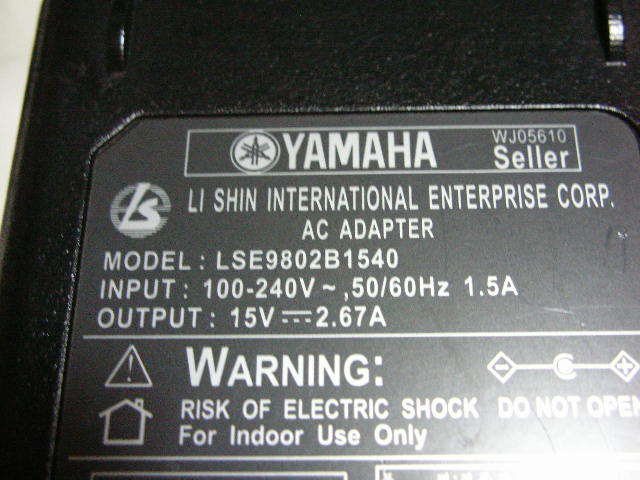 YAMAHA WJ05610 Seller
LS LI SHIN INTERNATIONAL ENTERPRISE CORP.
AC ADAPTER
MODEL : LSE9802B1540
INPUT : 100-240V ~ ,50/60Hz 1.5A
OUTPUT : 15V ⎓ 2.67A
WARNING:
RISK OF ELECTRIC SHOCK DO NOT OPEN
For Indoor Use Only